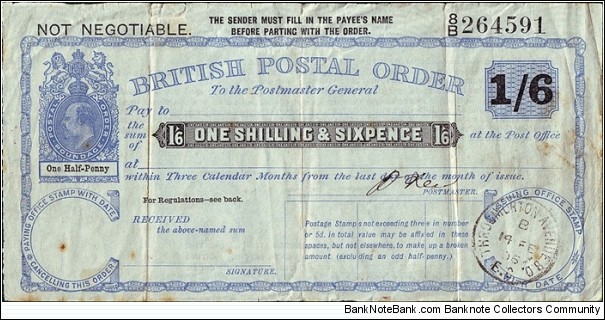 THE SENDER MUST FILL IN THE PAYEE'S NAME
BEFORE PARTING WITH THE ORDER.
NOT NEGOTIABLE.
8/B 264591
BRITISH POSTAL ORDER
To the Postmaster General
1/6
POSTAL ORDER
POUNDAGE
One Half-Penny
Pay to
the sum of
1/6 ONE SHILLING & SIXPENCE 1/6
at the Post Office
at
within Three Calendar Months from the last day of the month of issue.
POSTMASTER.
For Regulations—see back.
RECEIVED
the above-named sum
SIGNATURE.
Postage Stamps not exceeding three in number
or 5d. in total value may be affixed in these
spaces, but not elsewhere, to make up a broken
amount (excluding an odd half-penny.)
PAYING OFFICE STAMP WITH DATE
CANCELLING THIS ORDER
ISSUING OFFICE STAMP
DATE
B
14 FE
E.C.
BankNoteBank.com / BankNote Collectors Community